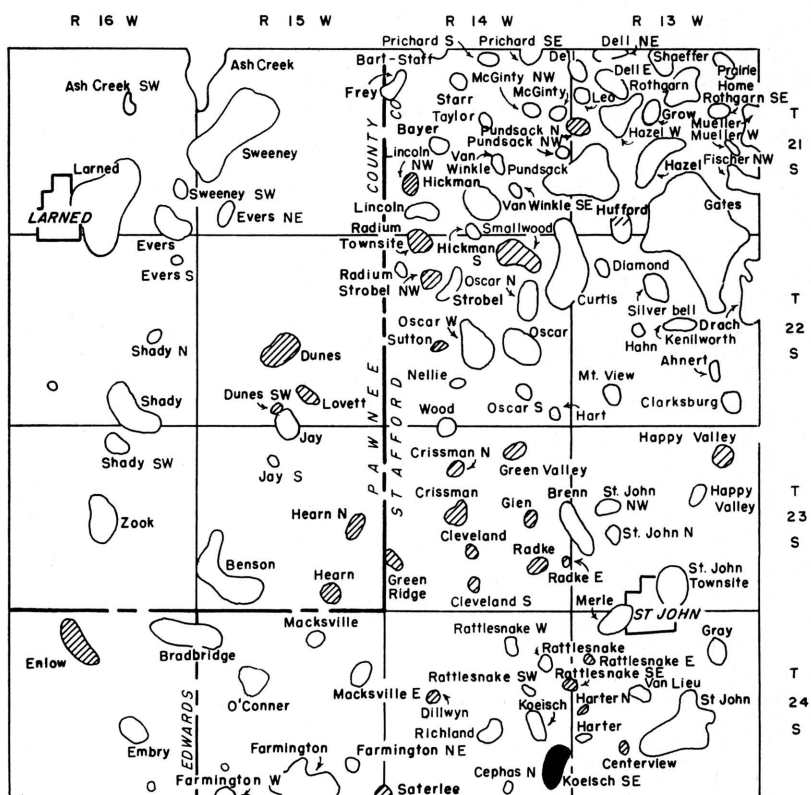 R 16 W
R 15 W
R 14 W
R 13 W
Prichard S
Prichard SE
Dell NE
Ash Creek
Bart-Staff
Dell
Shaeffer
Ash Creek SW
Frey
McGinty NW
Dell E
Prairie
Home
Starr
McGinty
Leo
Rothgarn
Rothgarn SE
Taylor
Grow
Mueller
T
21
S
Bayer
Pundsack N
Hazel W
Mueller W
Pundsack NW
Larned
Sweeney
Lincoln
NW
Van
Winkle
Pundsack
Hazel
Fischer NW
Hickman
LARNED
Sweeney SW
Van Winkle SE
Evers NE
Lincoln
Hufford
Gates
Smallwood
Evers
Radium
Townsite
Hickman
S
Evers S
Radium
Diamond
Strobel NW
Oscar N
Strobel
Curtis
Silver bell
T
22
S
Oscar W
Oscar
Hahn
Drach
Kenilworth
Shady N
Dunes
Sutton
Ahnert
Nellie
Mt. View
Shady
Dunes SW
Lovett
Wood
Oscar S
Hart
Clarksburg
Jay
PAWNEE
STAFFORD
COUNTY
CO
Shady SW
Jay S
Crissman N
Green Valley
Happy Valley
Zook
Hearn N
Crissman
Gien
Brenn
St. John
NW
Happy
Valley
T
23
S
Cleveland
St. John N
Benson
Radke
Hearn
Green
Ridge
Cleveland S
Radke E
St. John
Townsite
Merle
ST JOHN
Enlow
Bradbridge
Macksville
Rattlesnake W
Rattlesnake
Gray
Rattlesnake E
Rattlesnake SW
Rattlesnake SE
O'Conner
Macksville E
Dillwyn
Koeisch
Harter N
Van Lieu
St John
T
24
S
EDWARDS
Embry
Richland
Harter
Farmington
Farmington NE
Centerview
Farmington W
Saterlee
Cephas N
Koelsch SE